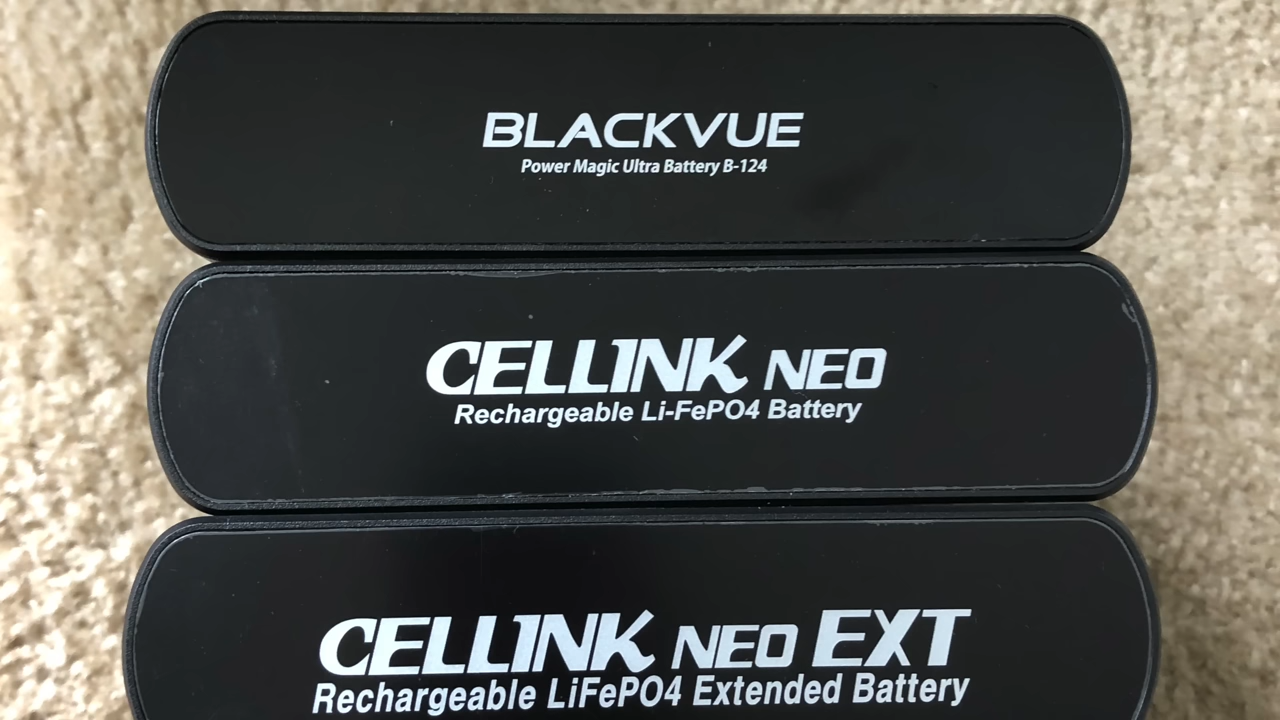 BLACKVUE
Power Magic Ultra Battery B-124
CELLINK NEO
Rechargeable Li-FePO4 Battery
CELLINK NEO EXT
Rechargeable LiFePO4 Extended Battery